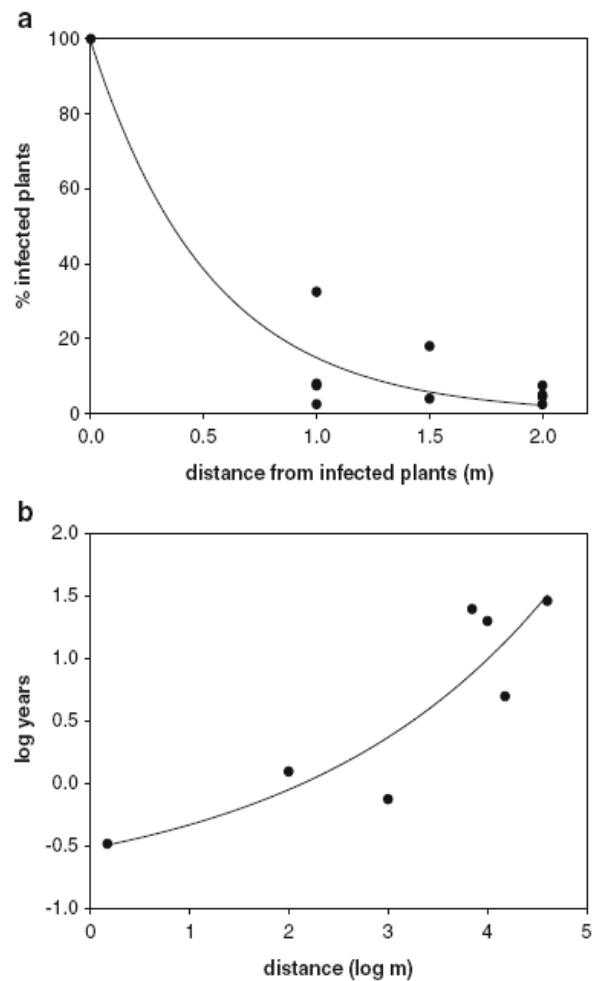 a
100
80
60
40
20
0
% infected plants
0.0 0.5 1.0 1.5 2.0
distance from infected plants (m)
b
2.0
1.5
1.0
0.5
0.0
-0.5
-1.0
log years
0 1 2 3 4 5
distance (log m)